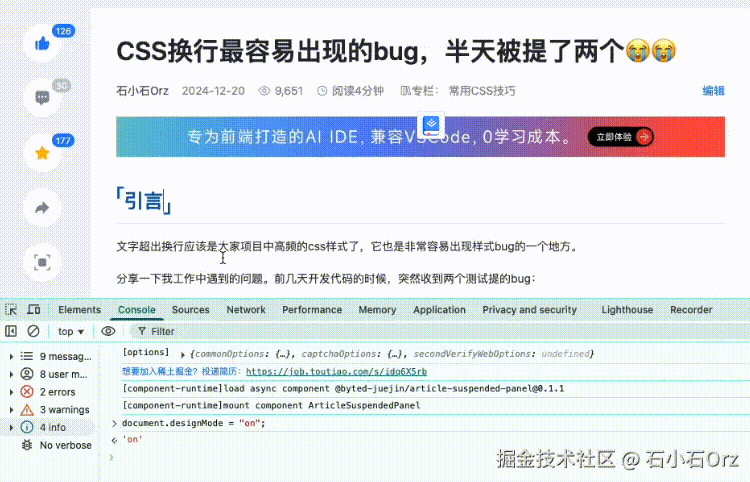 126
CSS换行最容易出现的bug，半天被提了两个😭😭
30
石小石Orz 2024-12-20 9,651 阅读4分钟 专栏： 常用CSS技巧 编辑
专为前端打造的AI IDE, 兼容VSCode, 0学习成本。 立即体验
177
「引言」
文字超出换行应该是大家项目中高频的css样式了，它也是非常容易出现样式bug的一个地方。
分享一下我工作中遇到的问题。前几天开发代码的时候，突然收到两个测试提的bug：
Elements Console Sources Network Performance Memory Application Privacy and security Lighthouse Recorder
top ▼ Filter
9 messag...
8 user m...
2 errors
3 warnings
4 info
No verbose
[options] ▶ {commonOptions: {…}, captchaOptions: {…}, secondVerifyWebOptions: undefined}
想要加入稀土掘金? 投递简历: https://job.toutiao.com/s/idq6X5rb
[component-runtime]load async component @byted-juejin/article-suspended-panel@0.1.1
[component-runtime]mount component ArticleSuspendedPanel
> document.designMode = "on";
'on'
>
掘金技术社区 @ 石小石Orz